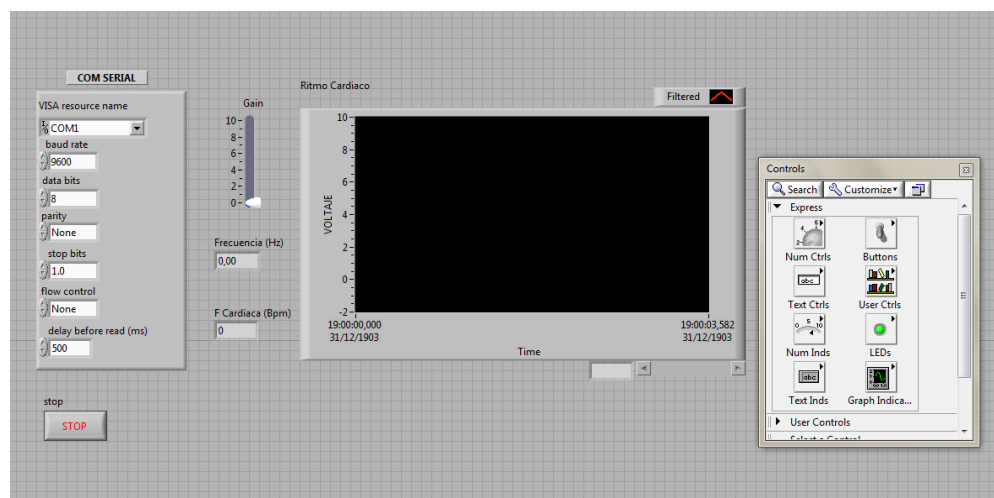 COM SERIAL
VISA resource name
COM1
baud rate
9600
data bits
8
parity
None
stop bits
1.0
flow control
None
delay before read (ms)
500
stop
STOP
Gain
10
8
6
4
2
0
Frecuencia (Hz)
0,00
F Cardiaca (Bpm)
0
Ritmo Cardiaco
Filtered
VOLTAJE
10
8
6
4
2
0
-2
19:00:00,000
31/12/1903
19:00:03,582
31/12/1903
Time
Controls
Search
Customize
Express
Num Ctrls
Buttons
Text Ctrls
User Ctrls
Num Inds
LEDs
Text Inds
Graph Indica...
User Controls
Select a Control...